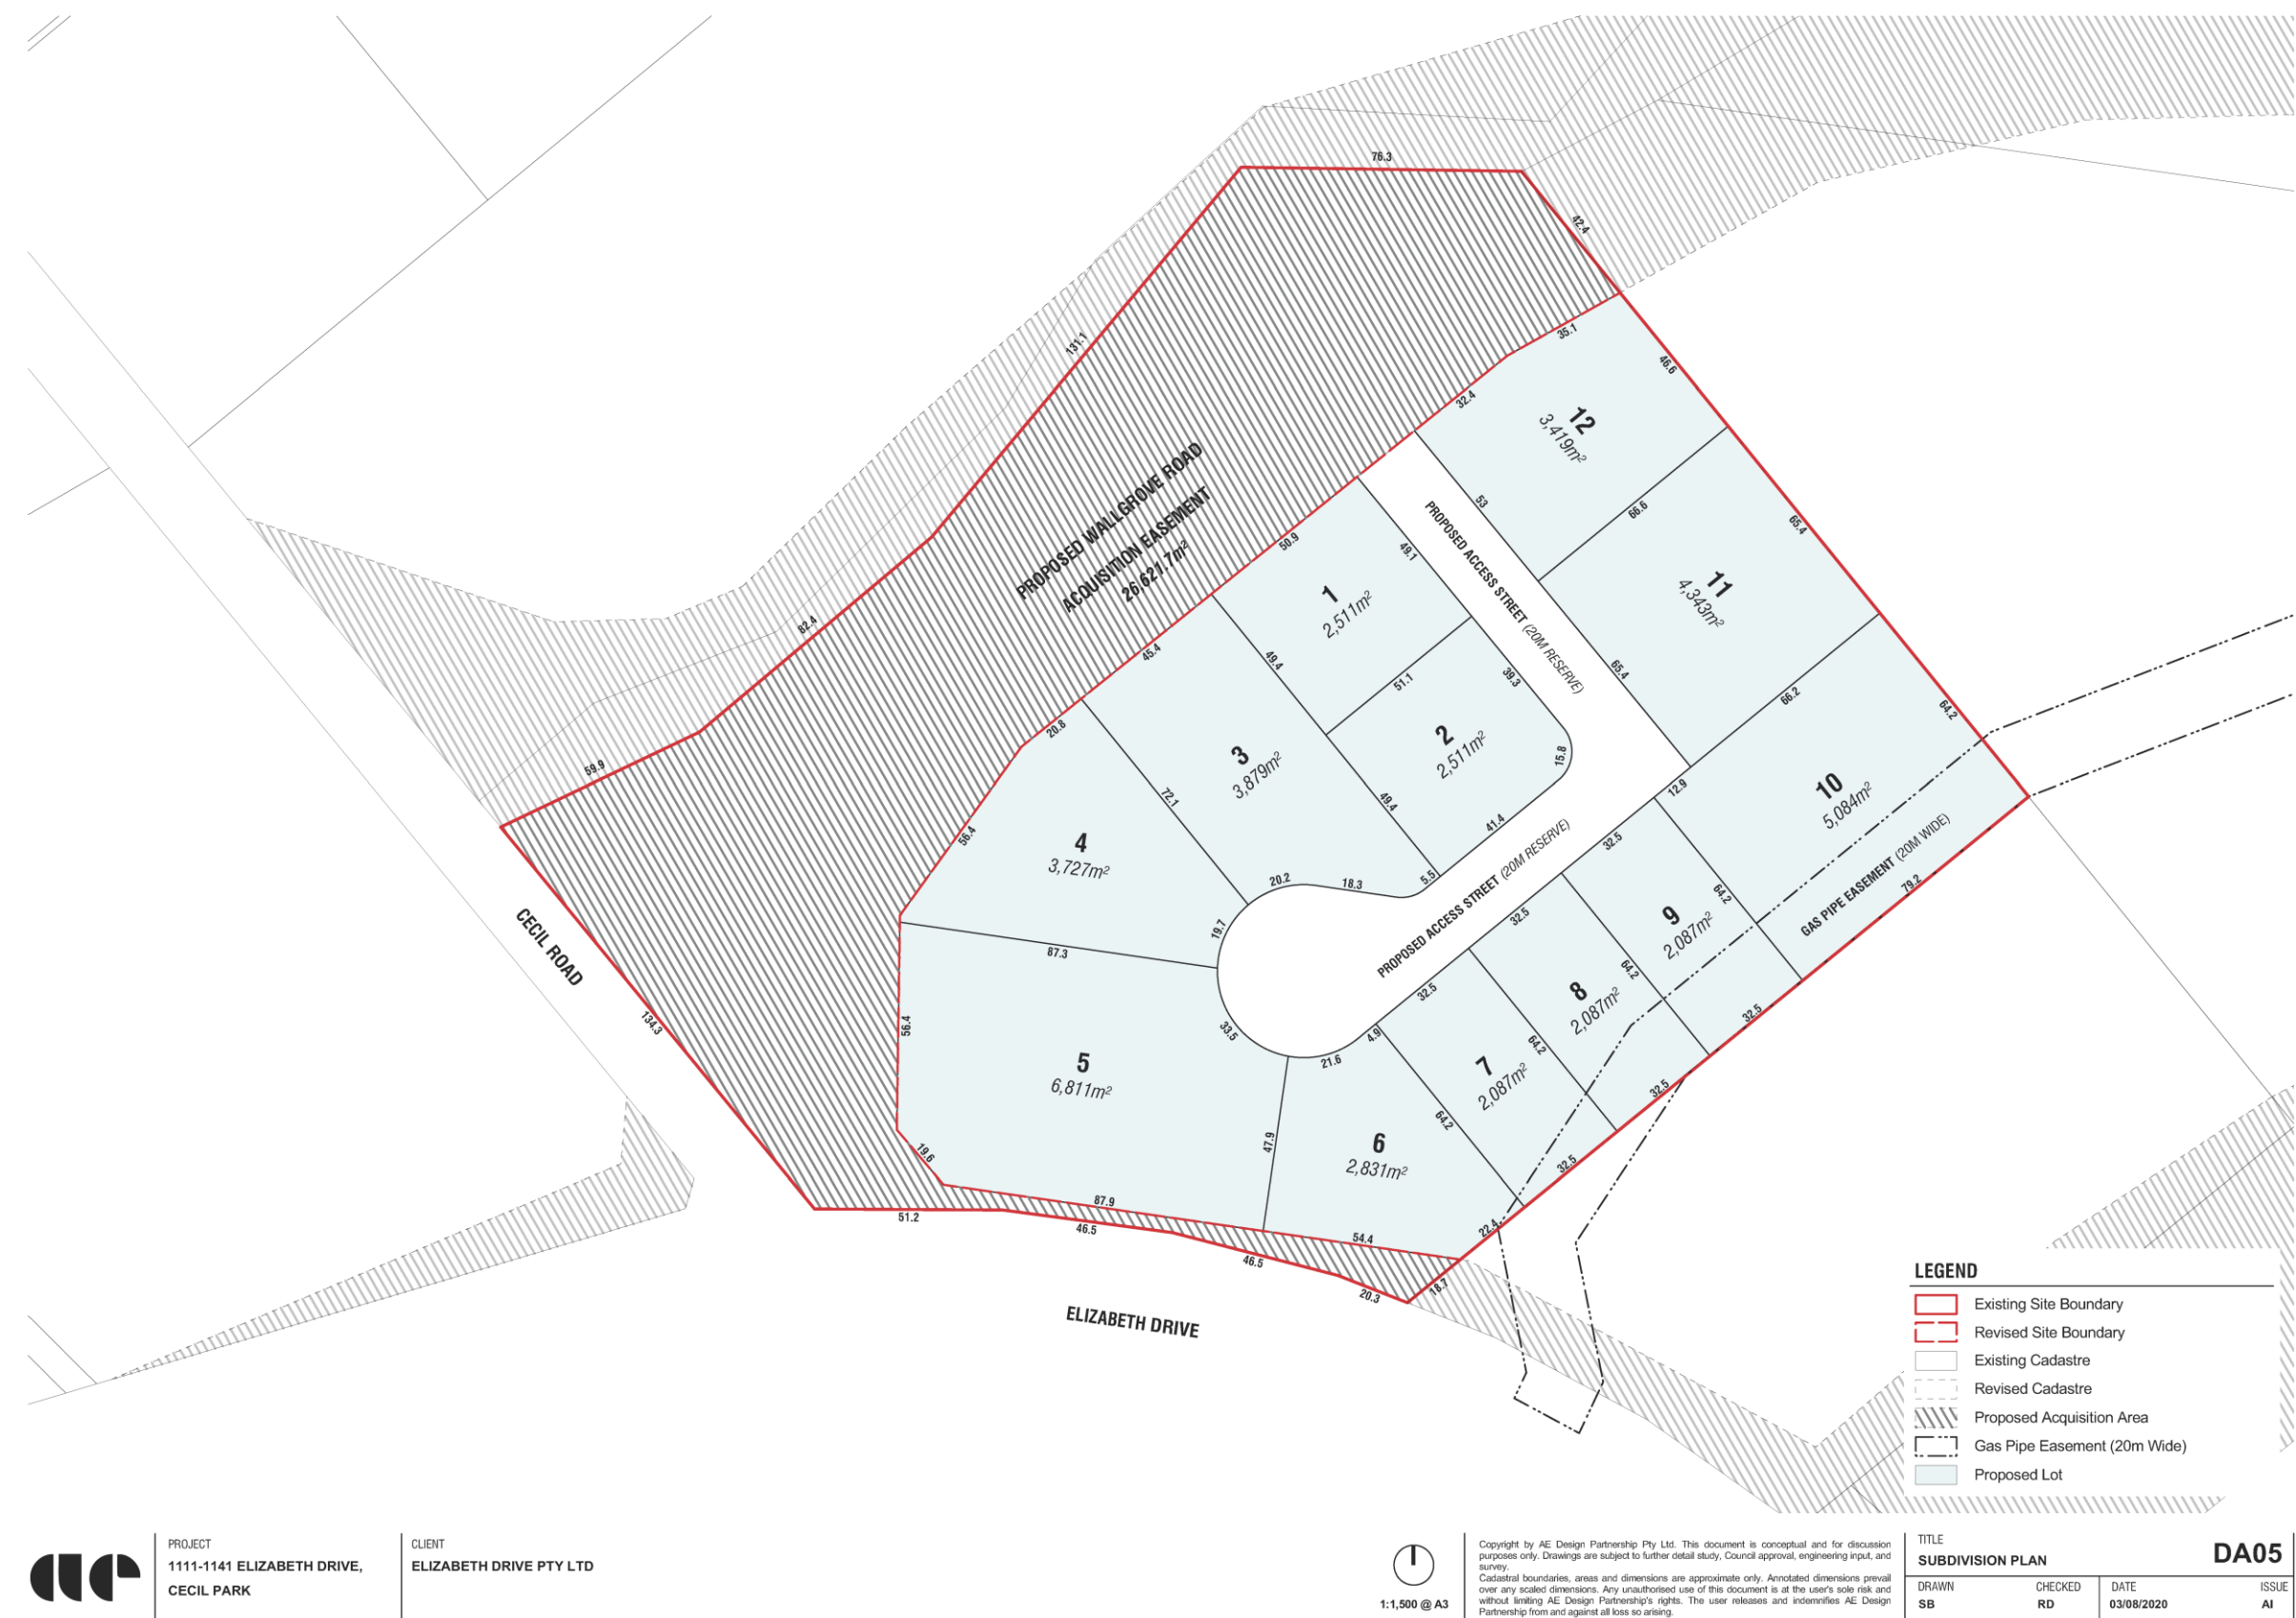 76.3
42.4
131.1
35.1
46.6
32.4
12
3,419m²
PROPOSED WALLGROVE ROAD
ACQUISITION EASEMENT
26,621.7m²
53
66.6
65.4
50.9
49.1
PROPOSED ACCESS STREET (20M RESERVE)
1
2,511m²
11
4,343m²
82.4
45.4
49.4
51.1
39.3
65.4
66.2
64.2
20.8
59.9
2
2,511m²
3
3,879m²
15.8
72.1
49.4
41.4
12.9
10
5,084m²
56.4
4
3,727m²
32.5
PROPOSED ACCESS STREET (20M RESERVE)
GAS PIPE EASEMENT (20M WIDE)
79.2
20.2
18.3
5.5
64.2
9
2,087m²
32.5
19.7
87.3
CECIL ROAD
134.3
56.4
33.5
32.5
64.2
8
2,087m²
32.5
21.6
4.9
64.2
7
2,087m²
32.5
5
6,811m²
47.9
6
2,831m²
64.2
32.5
19.6
87.9
51.2
46.5
54.4
22.4
46.5
20.3
18.7
ELIZABETH DRIVE
LEGEND
Existing Site Boundary
Revised Site Boundary
Existing Cadastre
Revised Cadastre
Proposed Acquisition Area
Gas Pipe Easement (20m Wide)
Proposed Lot
ae
PROJECT
1111-1141 ELIZABETH DRIVE,
CECIL PARK
CLIENT
ELIZABETH DRIVE PTY LTD
1:1,500 @ A3
Copyright by AE Design Partnership Pty Ltd. This document is conceptual and for discussion
purposes only. Drawings are subject to further detail study, Council approval, engineering input, and
survey.
Cadastral boundaries, areas and dimensions are approximate only. Annotated dimensions prevail
over any scaled dimensions. Any unauthorised use of this document is at the user's sole risk and
without limiting AE Design Partnership's rights. The user releases and indemnifies AE Design
Partnership from and against all loss so arising.
TITLE
SUBDIVISION PLAN
DA05
DRAWN
SB
CHECKED
RD
DATE
03/08/2020
ISSUE
AI